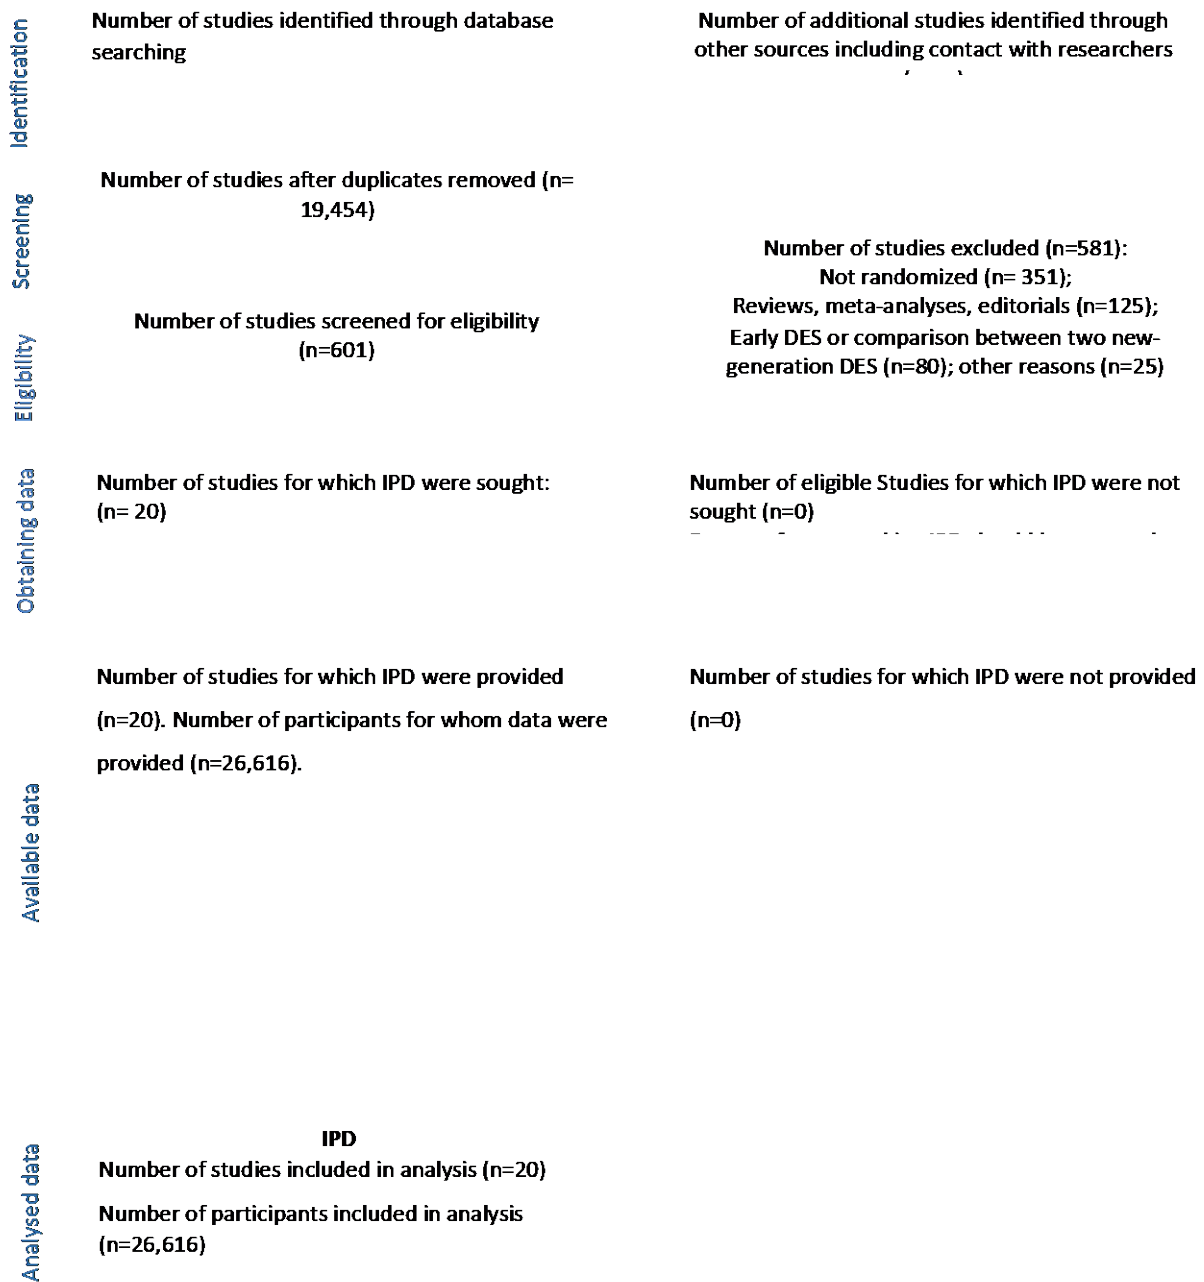 Identification
Number of studies identified through database
searching
Number of additional studies identified through
other sources including contact with researchers
Screening
Number of studies after duplicates removed (n=
19,454)
Number of studies excluded (n=581):
Not randomized (n= 351);
Reviews, meta-analyses, editorials (n=125);
Early DES or comparison between two new-
generation DES (n=80); other reasons (n=25)
Eligibility
Number of studies screened for eligibility
(n=601)
Obtaining data
Number of studies for which IPD were sought:
(n= 20)
Number of eligible Studies for which IPD were not
sought (n=0)
Available data
Number of studies for which IPD were provided
(n=20). Number of participants for whom data were
provided (n=26,616).
Number of studies for which IPD were not provided
(n=0)
Analysed data
IPD
Number of studies included in analysis (n=20)
Number of participants included in analysis
(n=26,616)